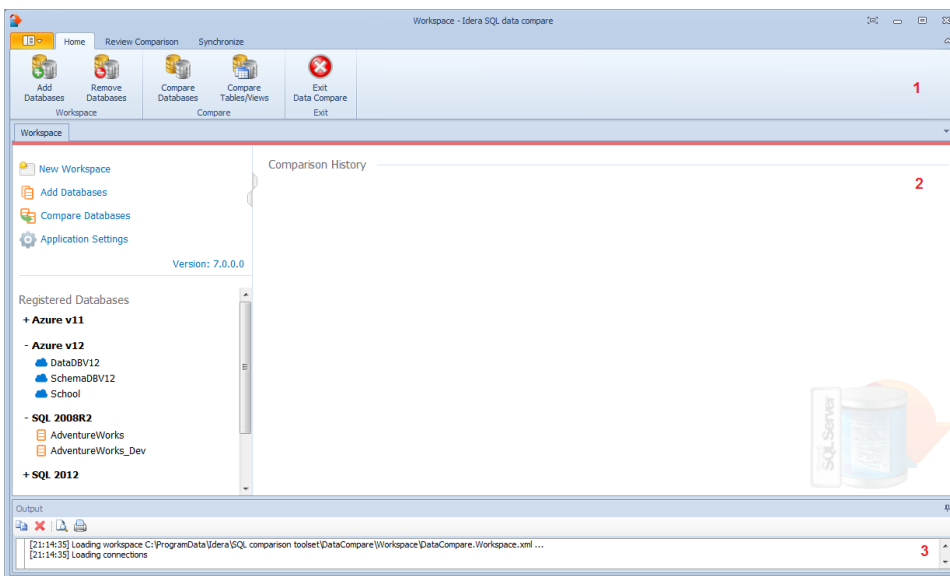 Workspace - Idera SQL data compare
Home Review Comparison Synchronize
Add Databases
Remove Databases
Compare Databases
Compare Tables/Views
Exit Data Compare
Workspace
Compare
Exit
1
Workspace
New Workspace
Add Databases
Compare Databases
Application Settings
Version: 7.0.0.0
Comparison History
2
Registered Databases
+ Azure v11
- Azure v12
DataDBV12
SchemaDBV12
School
- SQL 2008R2
AdventureWorks
AdventureWorks_Dev
+ SQL 2012
SQLServer
Output
[21:14:35] Loading workspace C:\ProgramData\Idera\SQL comparison toolset\DataCompare\Workspace\DataCompare.Workspace.xml ...
[21:14:35] Loading connections
3